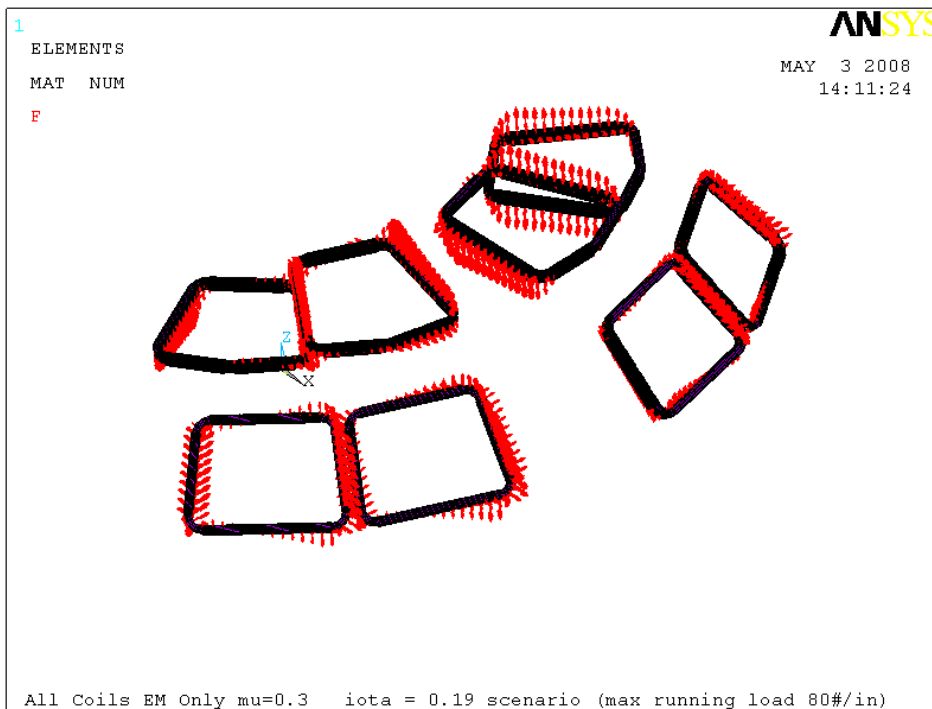 1
ELEMENTS
MAT NUM
F
ANSYS
MAY 3 2008
14:11:24
Z
X
All Coils EM Only mu=0.3 iota = 0.19 scenario (max running load 80#/in)